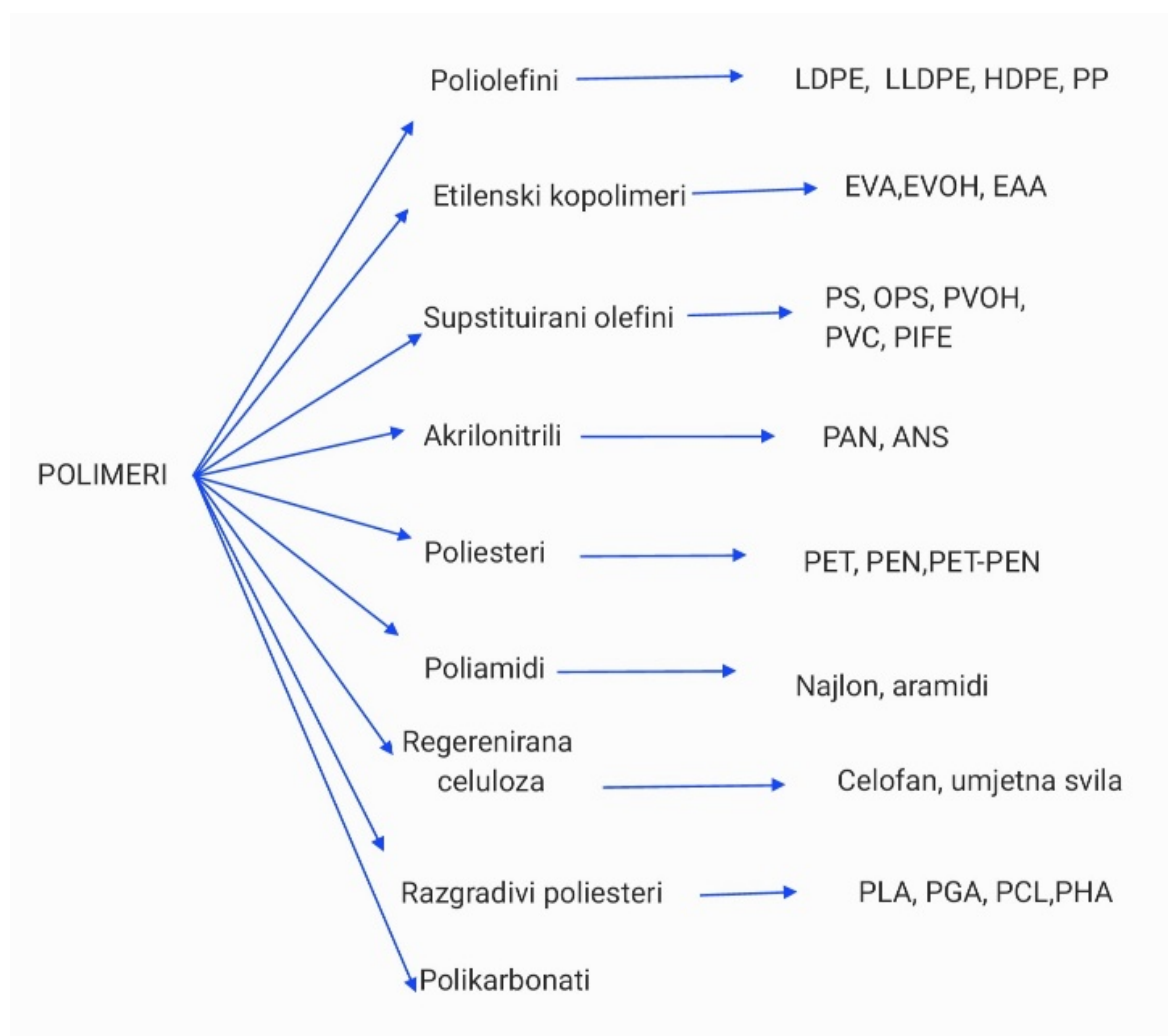 Poliolefini LDPE,  LLDPE, HDPE, PP
Etilenski kopolimeri EVA,EVOH, EAA
Supstituirani olefini PS, OPS, PVOH,
PVC, PIFE
Akrilonitrili PAN, ANS
POLIMERI
Poliesteri PET, PEN,PET-PEN
Poliamidi Najlon, aramidi
Regerenirana
celuloza Celofan, umjetna svila
Razgradivi poliesteri PLA, PGA, PCL,PHA
Polikarbonati